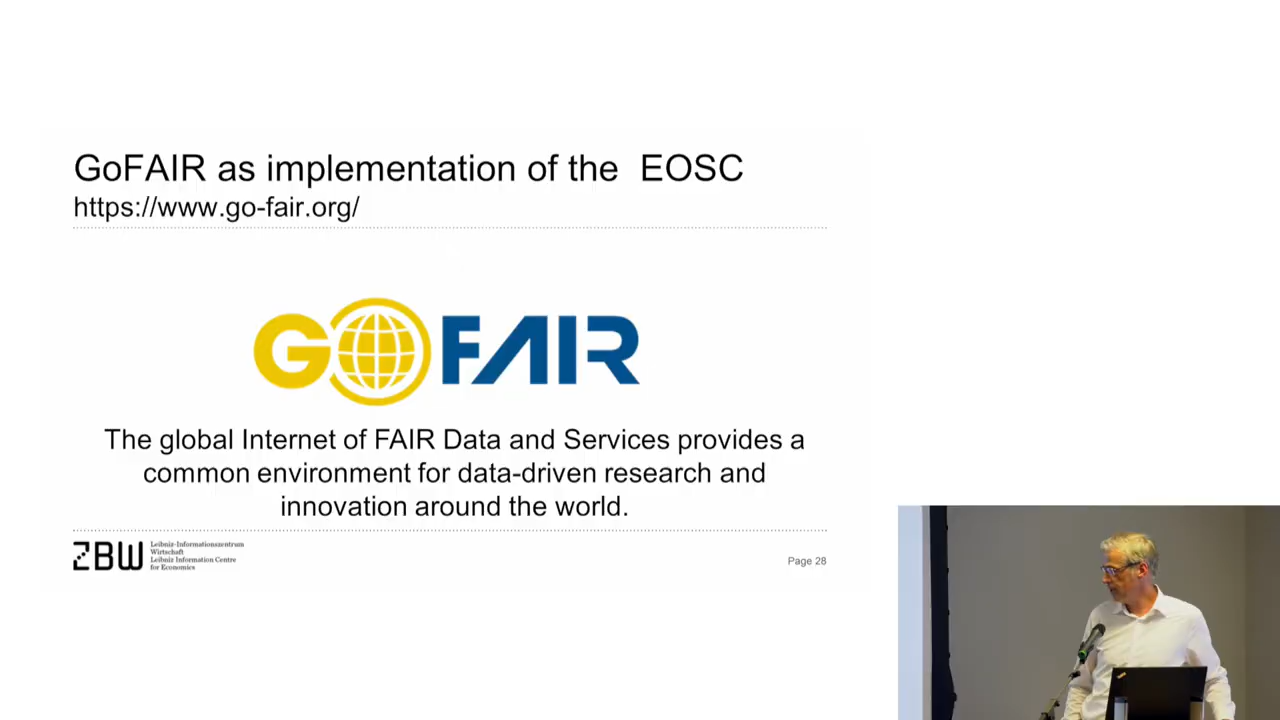 GoFAIR as implementation of the EOSC
https://www.go-fair.org/
GOFAIR
The global Internet of FAIR Data and Services provides a
common environment for data-driven research and
innovation around the world.
ZBW
Leibniz-Informationszentrum
Wirtschaft
Leibniz Information Centre
for Economics
Page 28